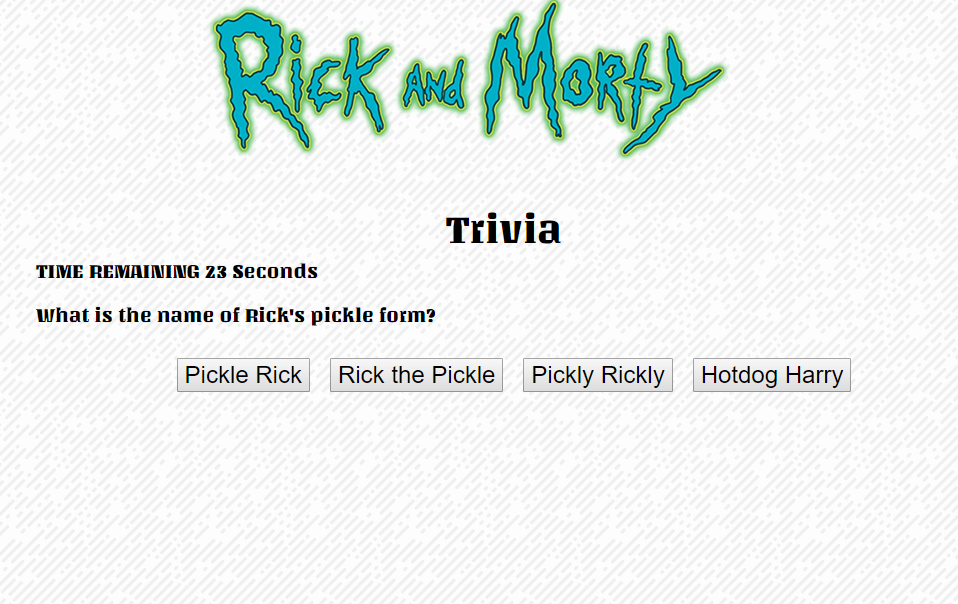 Rick and Morty
Trivia
TIME REMAINING 23 Seconds
What is the name of Rick's pickle form?
Pickle Rick Rick the Pickle Pickly Rickly Hotdog Harry